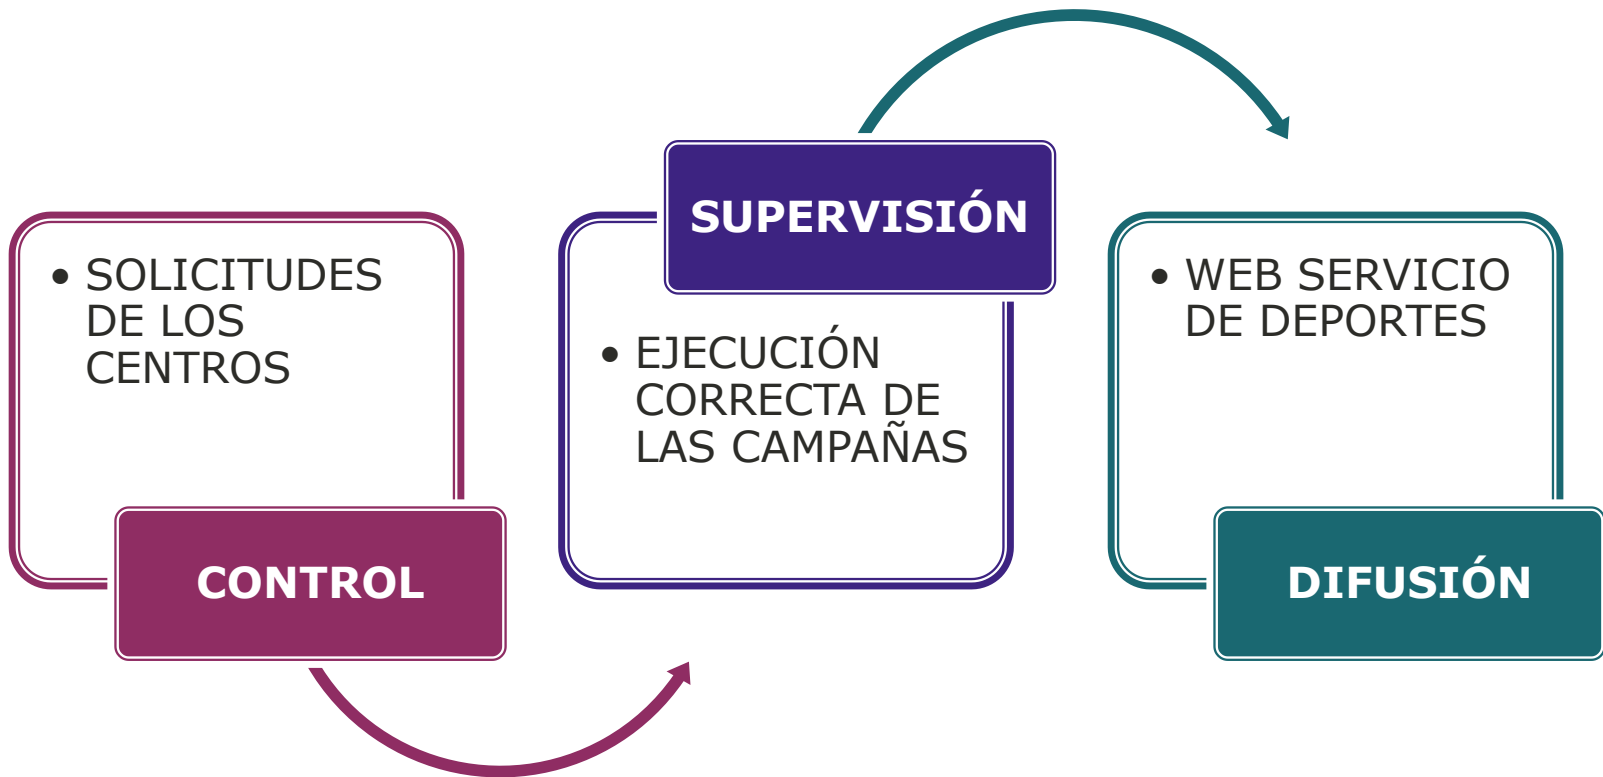 • SOLICITUDES
DE LOS
CENTROS
CONTROL
SUPERVISIÓN
• EJECUCIÓN
CORRECTA DE
LAS CAMPAÑAS
• WEB SERVICIO
DE DEPORTES
DIFUSIÓN